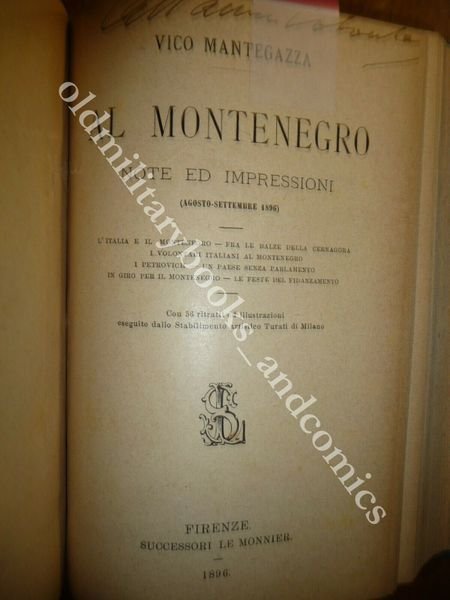 VICO MANTEGAZZA
IL MONTENEGRO
NOTE ED IMPRESSIONI
(AGOSTO-SETTEMBRE 1896)
L'ITALIA E IL MONTENEGRO — FRA LE BALZE DELLA CERNAGORA
I VOLONTARI ITALIANI AL MONTENEGRO
I PETROVICH — UN PAESE SENZA PARLAMENTO
IN GIRO PER IL MONTENEGRO — LE FESTE DEL FIDANZAMENTO
Con 56 ritratti ed illustrazioni
eseguite dallo Stabilimento artistico Turati di Milano
FIRENZE.
SUCCESSORI LE MONNIER.
1896.
oldmilitarybooks_andcomics